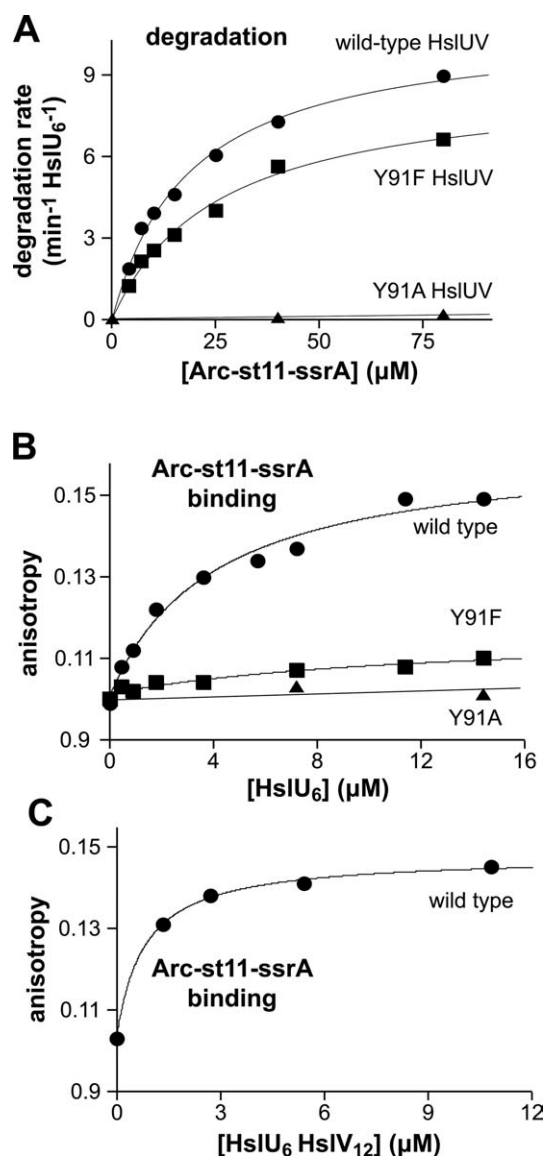 A
degradation
wild-type HslUV
9
6
3
0
degradation rate
(min⁻¹ HslU₆⁻¹)
Y91F HslUV
Y91A HslUV
0
25
50
75
[Arc-st11-ssrA] (µM)
B
Arc-st11-ssrA
binding
0.15
0.13
0.11
0.9
anisotropy
wild type
Y91F
Y91A
0
4
8
12
16
[HslU₆] (µM)
C
0.15
0.13
0.11
0.9
anisotropy
wild type
Arc-st11-ssrA
binding
0
3
6
9
12
[HslU₆ HslV₁₂] (µM)